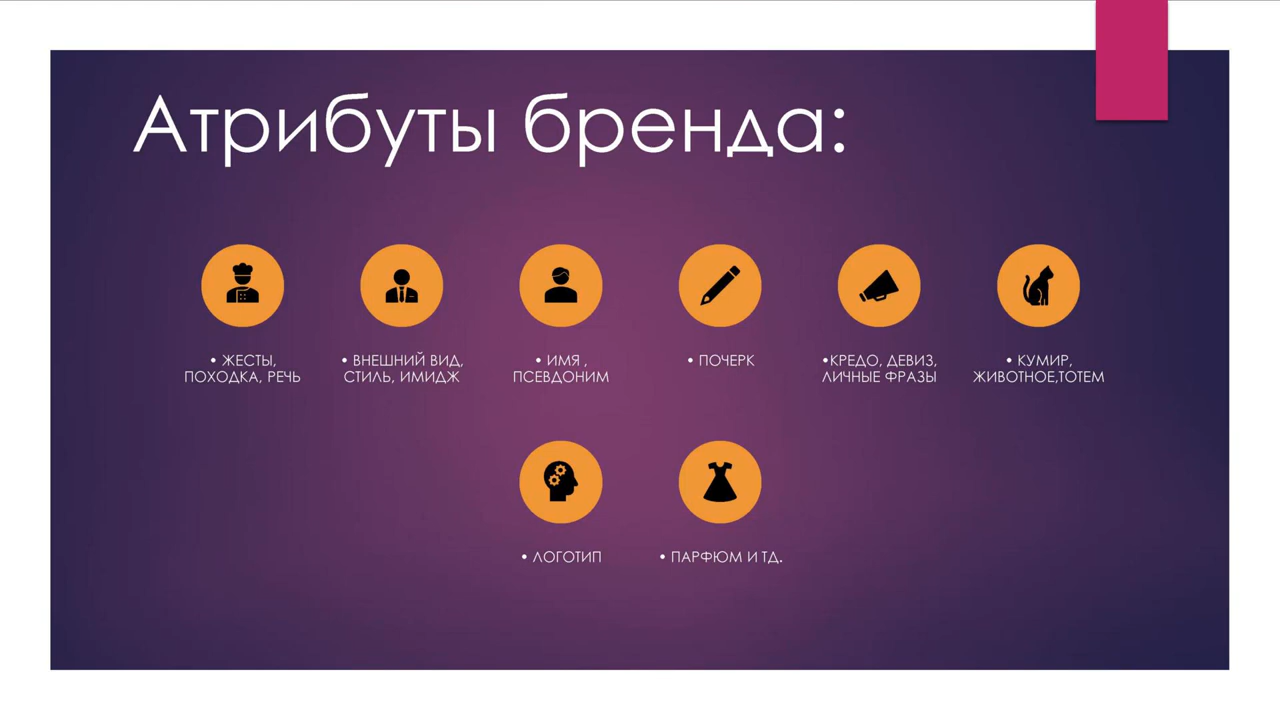 Атрибуты бренда:
• ЖЕСТЫ,
ПОХОДКА, РЕЧЬ
• ВНЕШНИЙ ВИД,
СТИЛЬ, ИМИДЖ
• ИМЯ ,
ПСЕВДОНИМ
• ПОЧЕРК
•КРЕДО, ДЕВИЗ,
ЛИЧНЫЕ ФРАЗЫ
• КУМИР,
ЖИВОТНОЕ,ТОТЕМ
• ЛОГОТИП
• ПАРФЮМ И ТД.